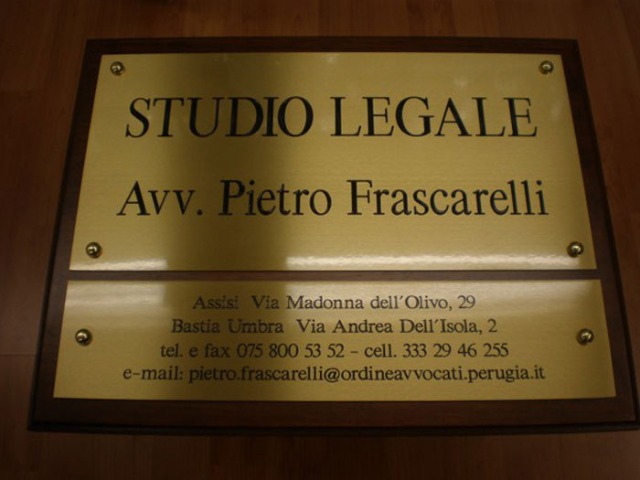 STUDIO LEGALE
Avv. Pietro Frascarelli
Assisi Via Madonna dell'Olivo, 29
Bastia Umbra Via Andrea Dell'Isola, 2
tel. e fax 075 800 53 52 - cell. 333 29 46 255
e-mail: pietro.frascarelli@ordineavvocati.perugia.it